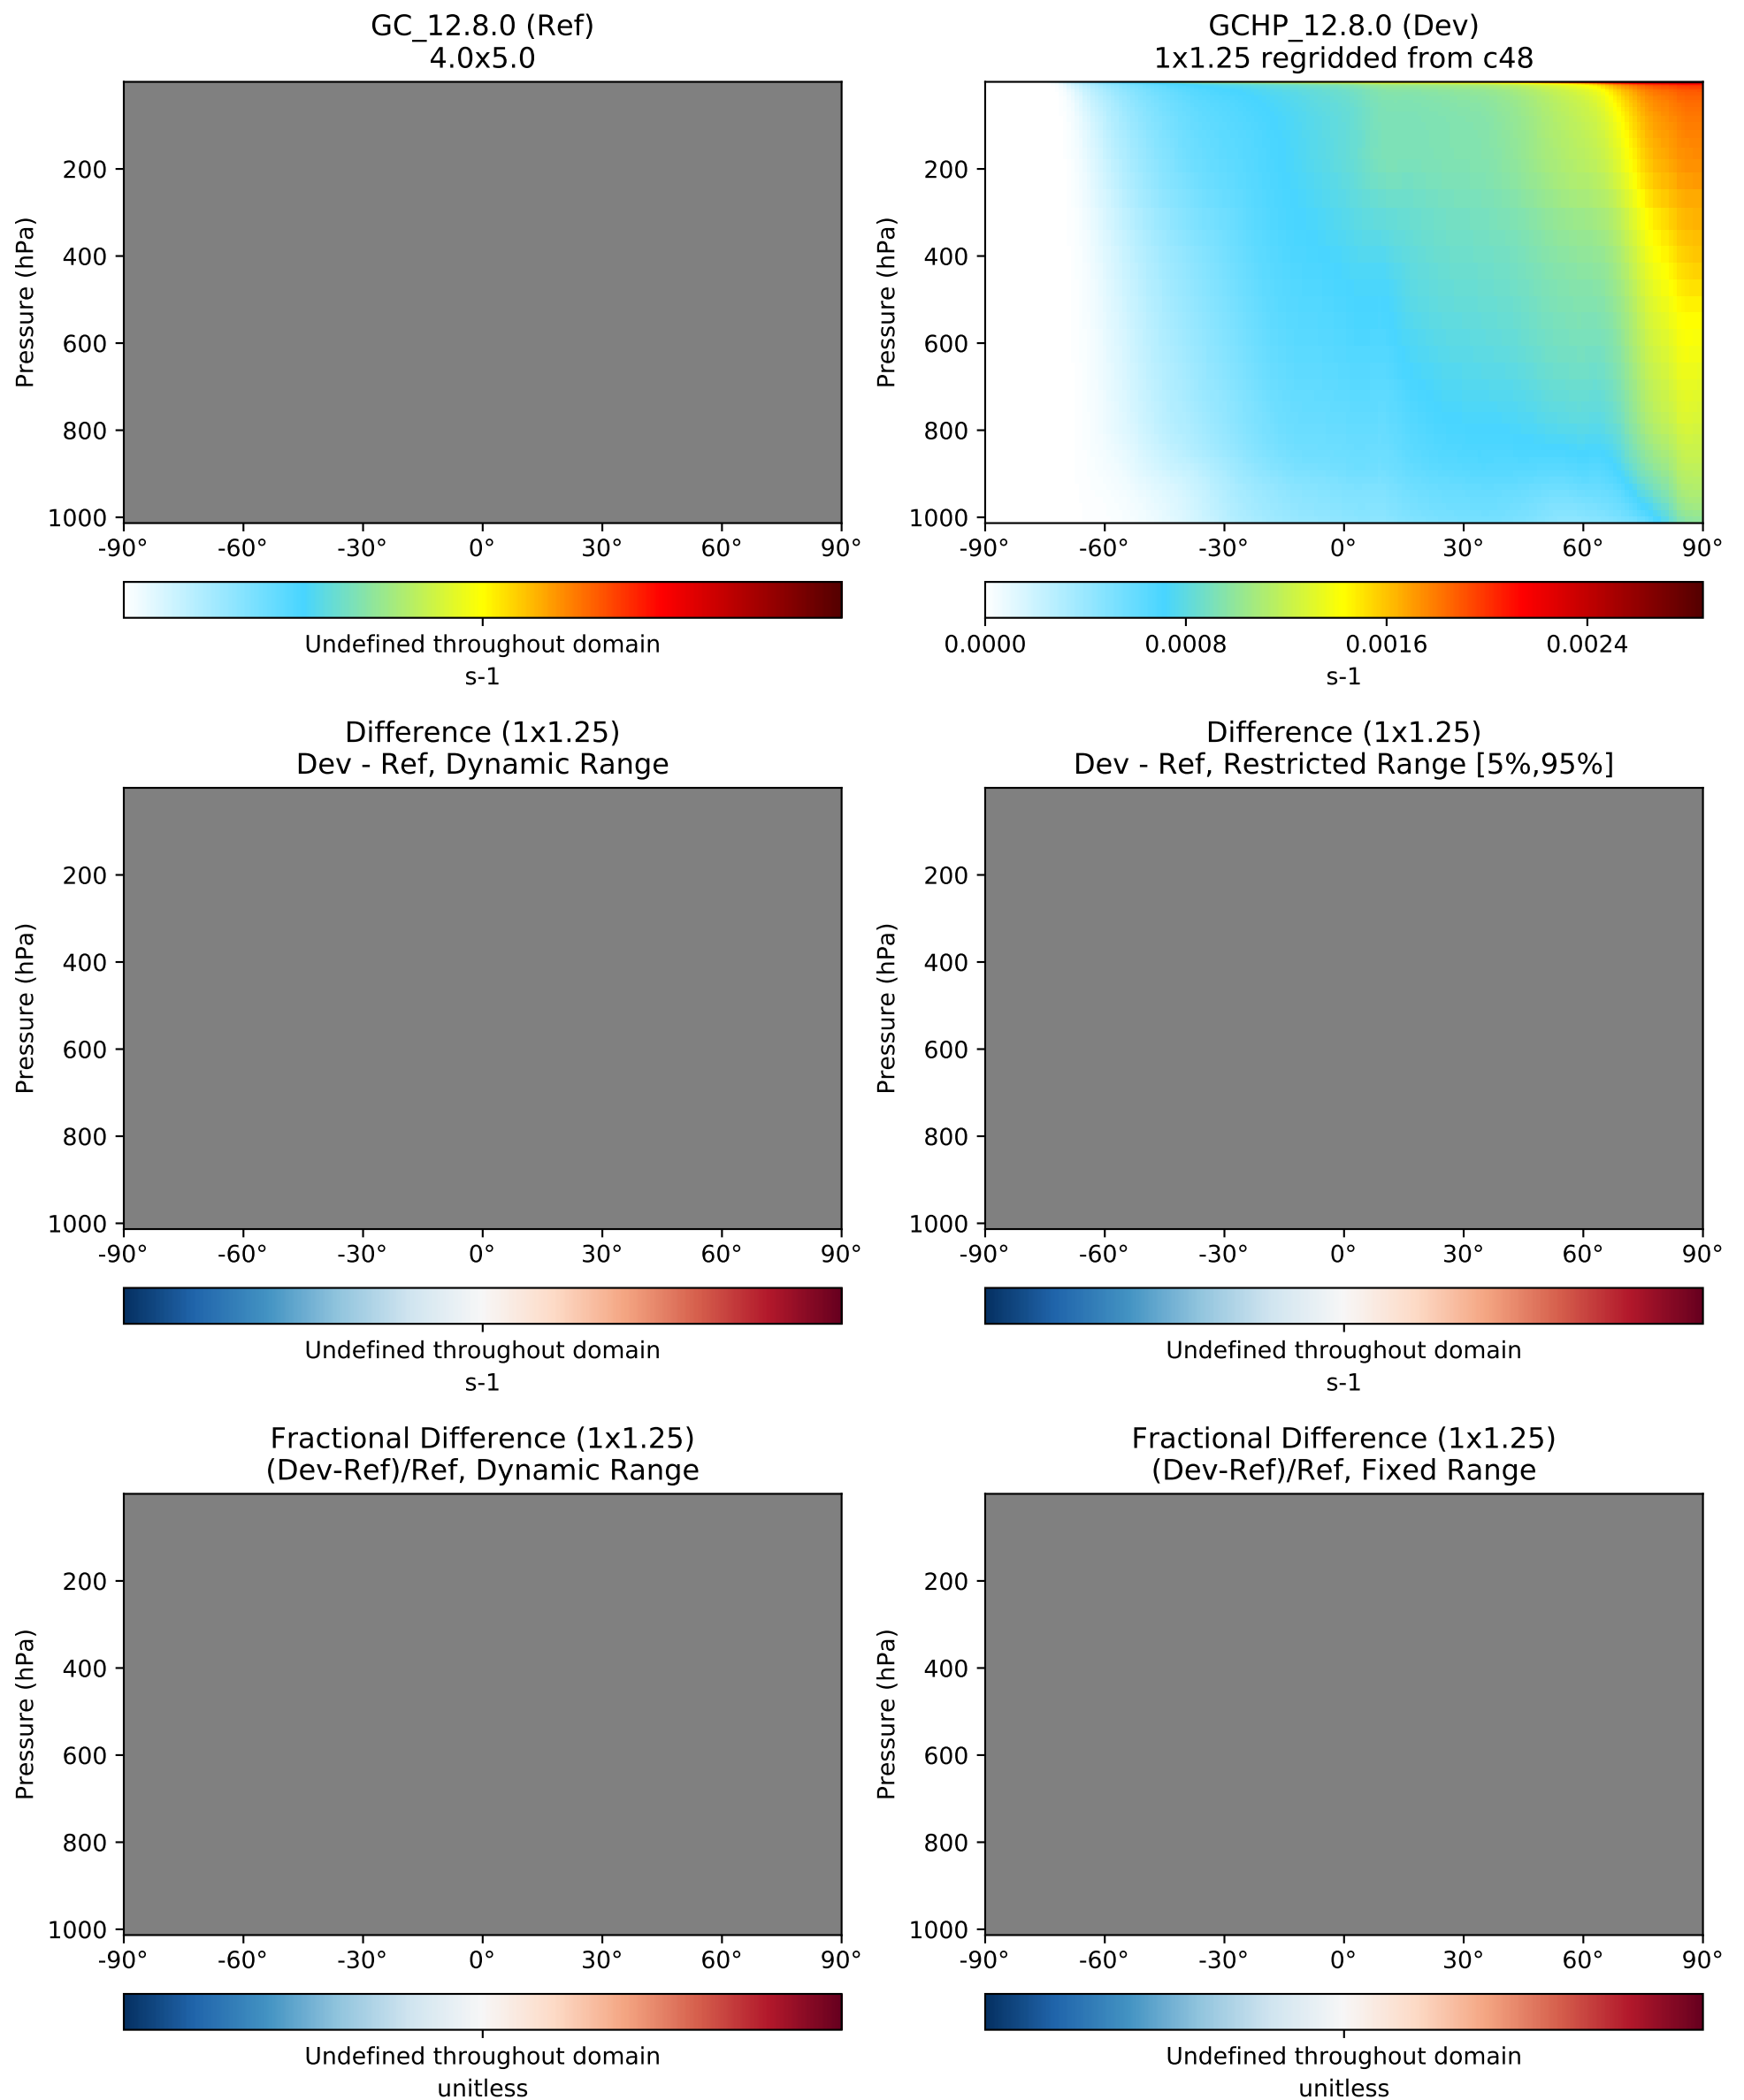 GC_12.8.0 (Ref)
4.0x5.0
Pressure (hPa)
200
400
600
800
1000
-90°
-60°
-30°
0°
30°
60°
90°
Undefined throughout domain
s-1
GCHP_12.8.0 (Dev)
1x1.25 regridded from c48
Pressure (hPa)
200
400
600
800
1000
-90°
-60°
-30°
0°
30°
60°
90°
0.0000
0.0008
0.0016
0.0024
s-1
Difference (1x1.25)
Dev - Ref, Dynamic Range
Pressure (hPa)
200
400
600
800
1000
-90°
-60°
-30°
0°
30°
60°
90°
Undefined throughout domain
s-1
Difference (1x1.25)
Dev - Ref, Restricted Range [5%,95%]
Pressure (hPa)
200
400
600
800
1000
-90°
-60°
-30°
0°
30°
60°
90°
Undefined throughout domain
s-1
Fractional Difference (1x1.25)
(Dev-Ref)/Ref, Dynamic Range
Pressure (hPa)
200
400
600
800
1000
-90°
-60°
-30°
0°
30°
60°
90°
Undefined throughout domain
unitless
Fractional Difference (1x1.25)
(Dev-Ref)/Ref, Fixed Range
Pressure (hPa)
200
400
600
800
1000
-90°
-60°
-30°
0°
30°
60°
90°
Undefined throughout domain
unitless